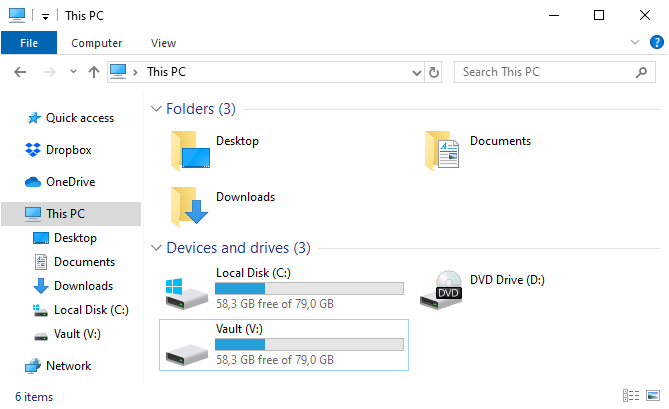 This PC
File Computer View
This PC
Search This PC
Quick access
Dropbox
OneDrive
This PC
Desktop
Documents
Downloads
Local Disk (C:)
Vault (V:)
Network
Folders (3)
Desktop
Documents
Downloads
Devices and drives (3)
Local Disk (C:)
58,3 GB free of 79,0 GB
DVD Drive (D:)
DVD
Vault (V:)
58,3 GB free of 79,0 GB
6 items